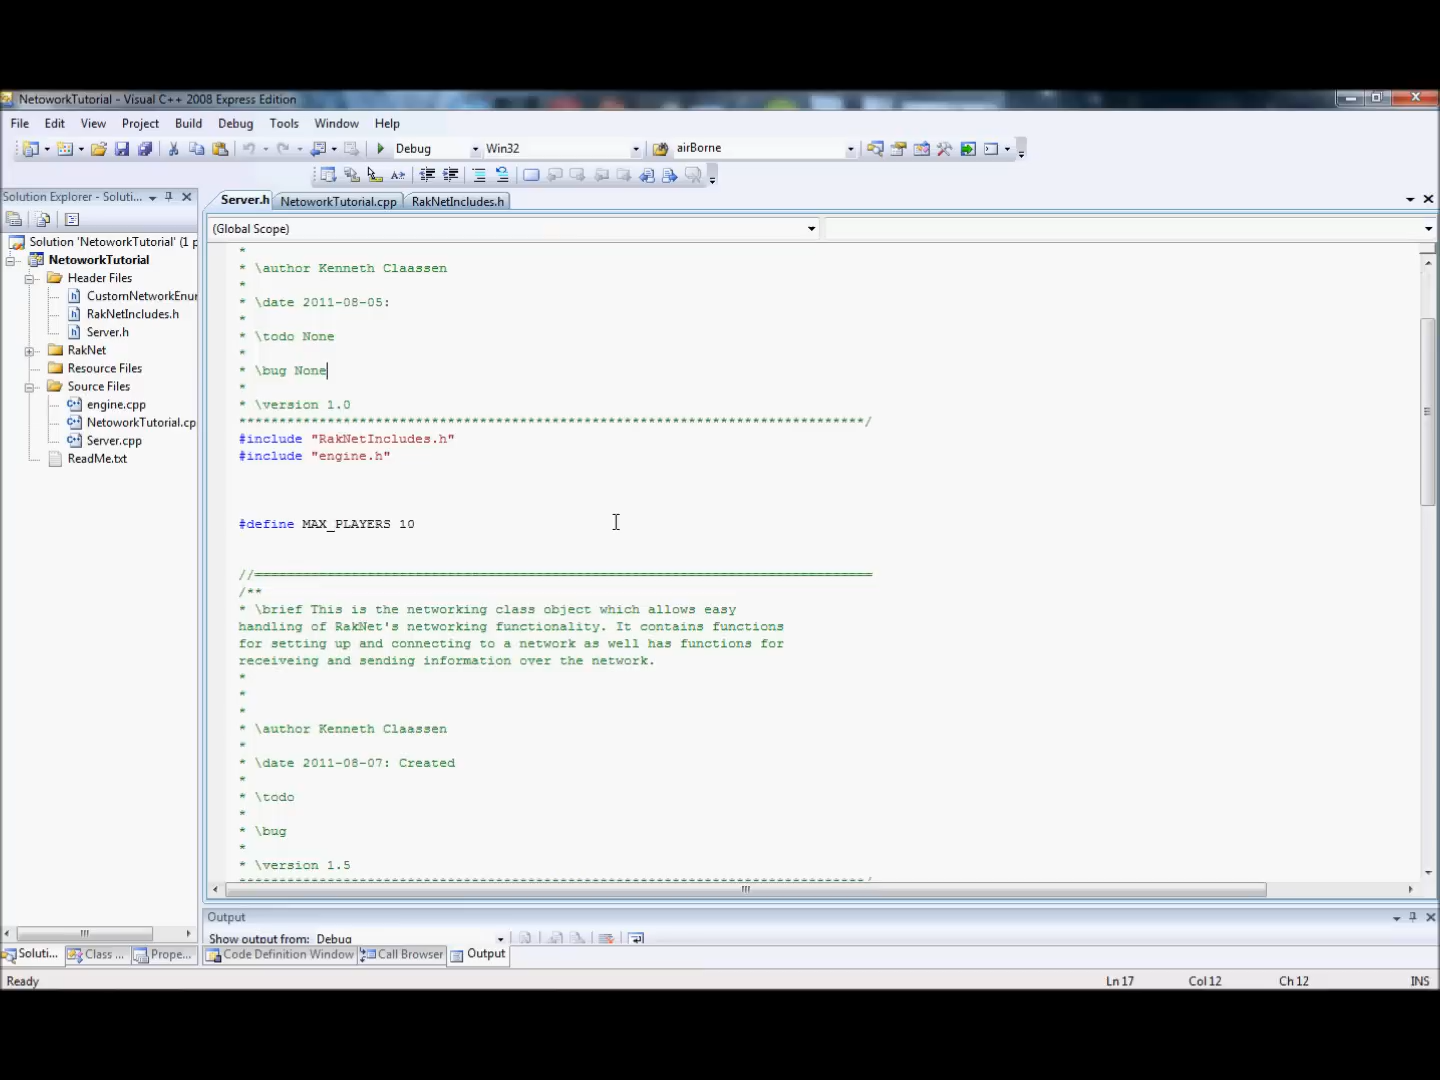 NetoworkTutorial - Visual C++ 2008 Express Edition
File Edit View Project Build Debug Tools Window Help
Debug Win32 airBorne
Solution Explorer - Soluti...
Server.h NetoworkTutorial.cpp RakNetIncludes.h
(Global Scope)
Solution 'NetoworkTutorial' (1 p
NetoworkTutorial
Header Files
CustomNetworkEnur
RakNetIncludes.h
Server.h
RakNet
Resource Files
Source Files
engine.cpp
NetoworkTutorial.cp
Server.cpp
ReadMe.txt
*
* \author Kenneth Claassen
*
* \date 2011-08-05:
*
* \todo None
*
* \bug None
*
* \version 1.0
******************************************************************************/
#include "RakNetIncludes.h"
#include "engine.h"
#define MAX_PLAYERS 10
//=============================================================================
/**
* \brief This is the networking class object which allows easy
handling of RakNet's networking functionality. It contains functions
for setting up and connecting to a network as well has functions for
receiveing and sending information over the network.
*
*
*
* \author Kenneth Claassen
*
* \date 2011-08-07: Created
*
* \todo
*
* \bug
*
* \version 1.5
Output
Show output from: Debug
Soluti... Class ... Prope... Code Definition Window Call Browser Output
Ready Ln 17 Col 12 Ch 12 INS